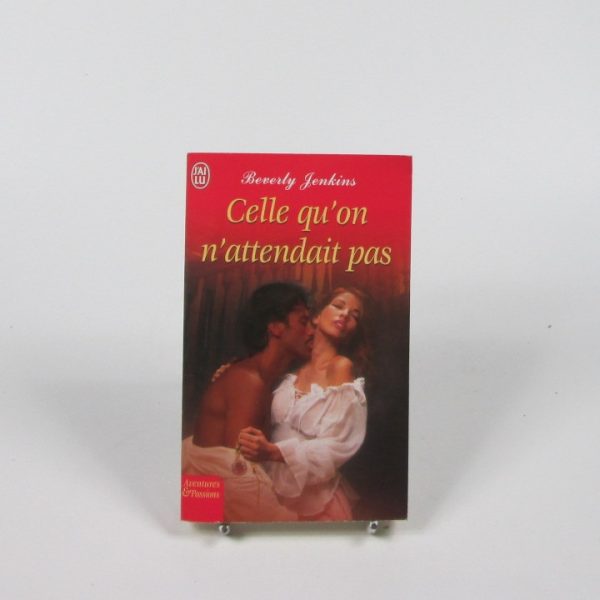 J'AI
LU
Beverly Jenkins
Celle qu'on
n'attendait pas
Aventures
& Passions